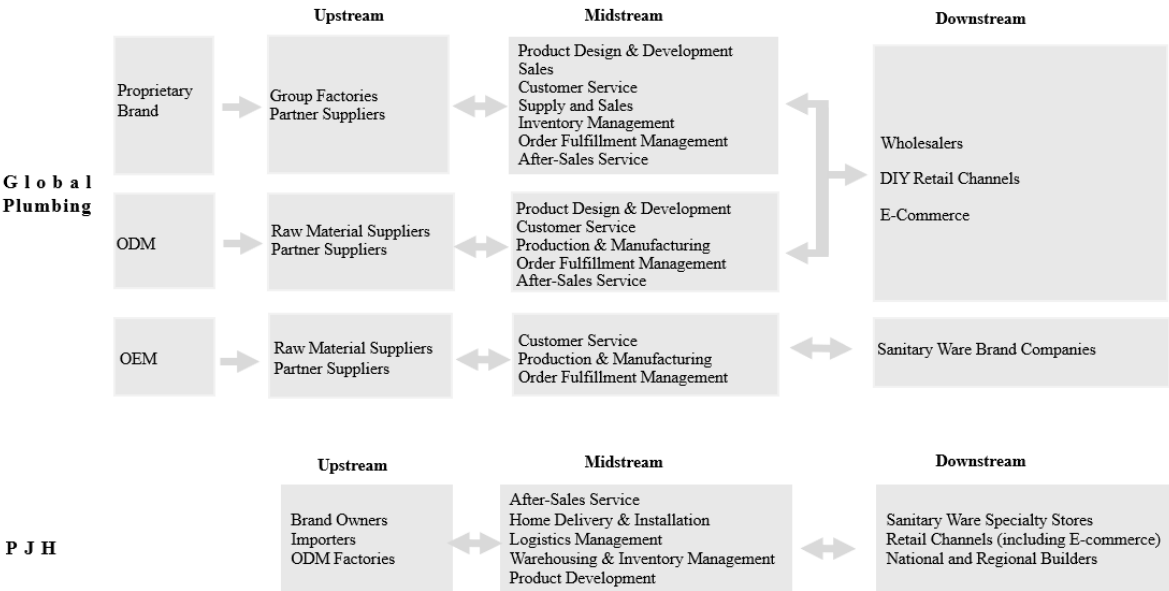 Upstream
Midstream
Downstream
Global
Plumbing
Proprietary
Brand
Group Factories
Partner Suppliers
Product Design & Development
Sales
Customer Service
Supply and Sales
Inventory Management
Order Fulfillment Management
After-Sales Service
Wholesalers
DIY Retail Channels
E-Commerce
ODM
Raw Material Suppliers
Partner Suppliers
Product Design & Development
Customer Service
Production & Manufacturing
Order Fulfillment Management
After-Sales Service
OEM
Raw Material Suppliers
Partner Suppliers
Customer Service
Production & Manufacturing
Order Fulfillment Management
Sanitary Ware Brand Companies
Upstream
Midstream
Downstream
PJH
Brand Owners
Importers
ODM Factories
After-Sales Service
Home Delivery & Installation
Logistics Management
Warehousing & Inventory Management
Product Development
Sanitary Ware Specialty Stores
Retail Channels (including E-commerce)
National and Regional Builders